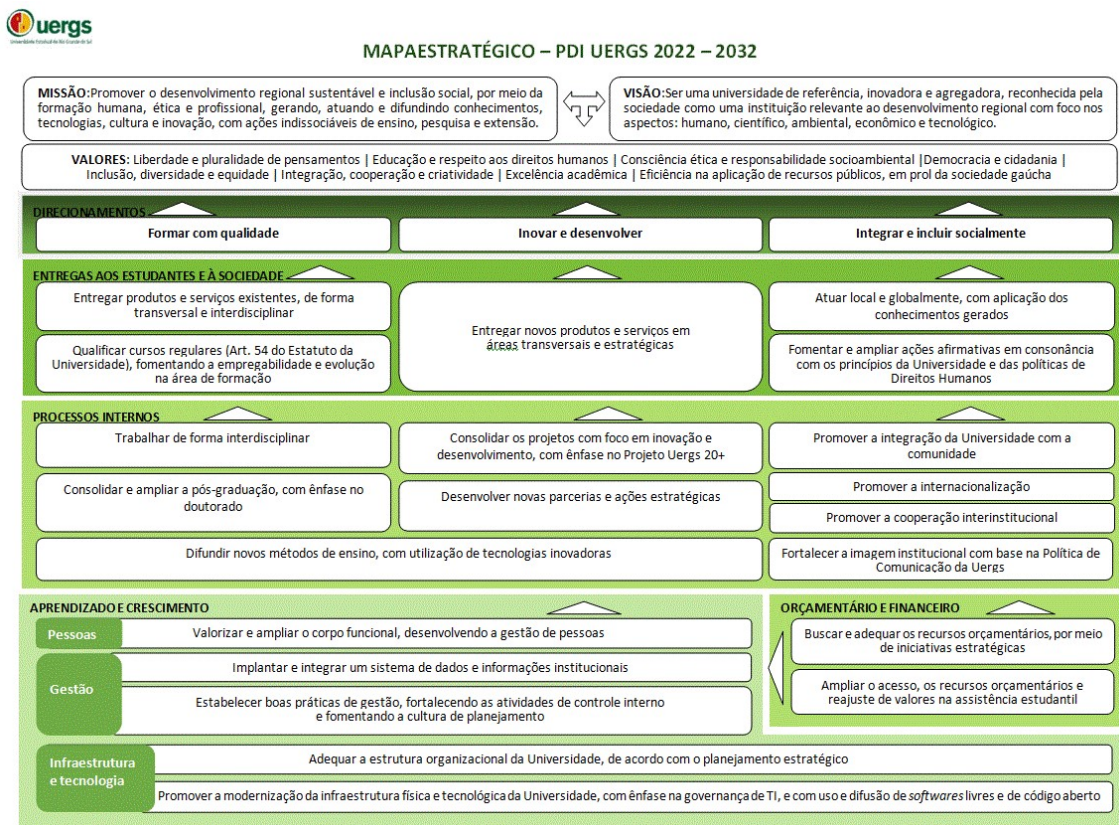 uergs
Universidade Estadual do Rio Grande do Sul
MAPAESTRATÉGICO – PDI UERGS 2022 – 2032
MISSÃO:Promover o desenvolvimento regional sustentável e inclusão social, por meio da
formação humana, ética e profissional, gerando, atuando e difundindo conhecimentos,
tecnologias, cultura e inovação, com ações indissociáveis de ensino, pesquisa e extensão.
VISÃO:Ser uma universidade de referência, inovadora e agregadora, reconhecida pela
sociedade como uma instituição relevante ao desenvolvimento regional com foco nos
aspectos: humano, científico, ambiental, econômico e tecnológico.
VALORES: Liberdade e pluralidade de pensamentos | Educação e respeito aos direitos humanos | Consciência ética e responsabilidade socioambiental |Democracia e cidadania |
Inclusão, diversidade e equidade | Integração, cooperação e criatividade | Excelência acadêmica | Eficiência na aplicação de recursos públicos, em prol da sociedade gaúcha
DIRECIONAMENTOS
Formar com qualidade
Inovar e desenvolver
Integrar e incluir socialmente
ENTREGAS AOS ESTUDANTES E À SOCIEDADE
Entregar produtos e serviços existentes, de forma
transversal e interdisciplinar
Qualificar cursos regulares (Art. 54 do Estatuto da
Universidade), fomentando a empregabilidade e evolução
na área de formação
Entregar novos produtos e serviços em
áreas transversais e estratégicas
Atuar local e globalmente, com aplicação dos
conhecimentos gerados
Fomentar e ampliar ações afirmativas em consonância
com os princípios da Universidade e das políticas de
Direitos Humanos
PROCESSOS INTERNOS
Trabalhar de forma interdisciplinar
Consolidar e ampliar a pós-graduação, com ênfase no
doutorado
Consolidar os projetos com foco em inovação e
desenvolvimento, com ênfase no Projeto Uergs 20+
Desenvolver novas parcerias e ações estratégicas
Difundir novos métodos de ensino, com utilização de tecnologias inovadoras
Promover a integração da Universidade com a
comunidade
Promover a internacionalização
Promover a cooperação interinstitucional
Fortalecer a imagem institucional com base na Política de
Comunicação da Uergs
APRENDIZADO E CRESCIMENTO
Pessoas
Valorizar e ampliar o corpo funcional, desenvolvendo a gestão de pessoas
Gestão
Implantar e integrar um sistema de dados e informações institucionais
Estabelecer boas práticas de gestão, fortalecendo as atividades de controle interno
e fomentando a cultura de planejamento
ORÇAMENTÁRIO E FINANCEIRO
Buscar e adequar os recursos orçamentários, por meio
de iniciativas estratégicas
Ampliar o acesso, os recursos orçamentários e
reajuste de valores na assistência estudantil
Infraestrutura
e tecnologia
Adequar a estrutura organizacional da Universidade, de acordo com o planejamento estratégico
Promover a modernização da infraestrutura física e tecnológica da Universidade, com ênfase na governança de TI, e com uso e difusão de softwares livres e de código aberto